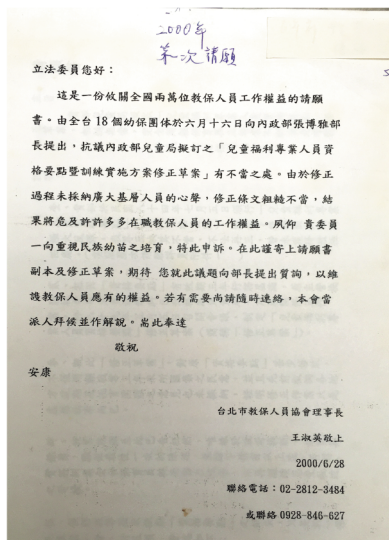 2000年
第一次請願
立法委員您好：
這是一份攸關全國兩萬位教保人員工作權益的請願
書。由全台18個幼保團体於六月十六日向內政部張博雅部
長提出，抗議內政部兒童局擬訂之「兒童福利專業人員資
格要點暨訓練實施方案修正草案」有不當之處。由於修正
過程未採納廣大基層人員的心聲，修正條文粗糙不當，結
果將危及許許多多在職教保人員的工作權益。夙仰 貴委員
一向重視民族幼苗之培育，特此申訴。在此謹寄上請願書
副本及修正草案，期待 您就此議題向部長提出質詢，以維
護教保人員應有的權益。若有需要尚請隨時連絡，本會當
派人拜候並作解說。耑此奉達
敬祝
安康
台北市教保人員協會理事長
王淑英敬上
2000/6/28
聯絡電話：02-2812-3484
或聯絡 0928-846-627